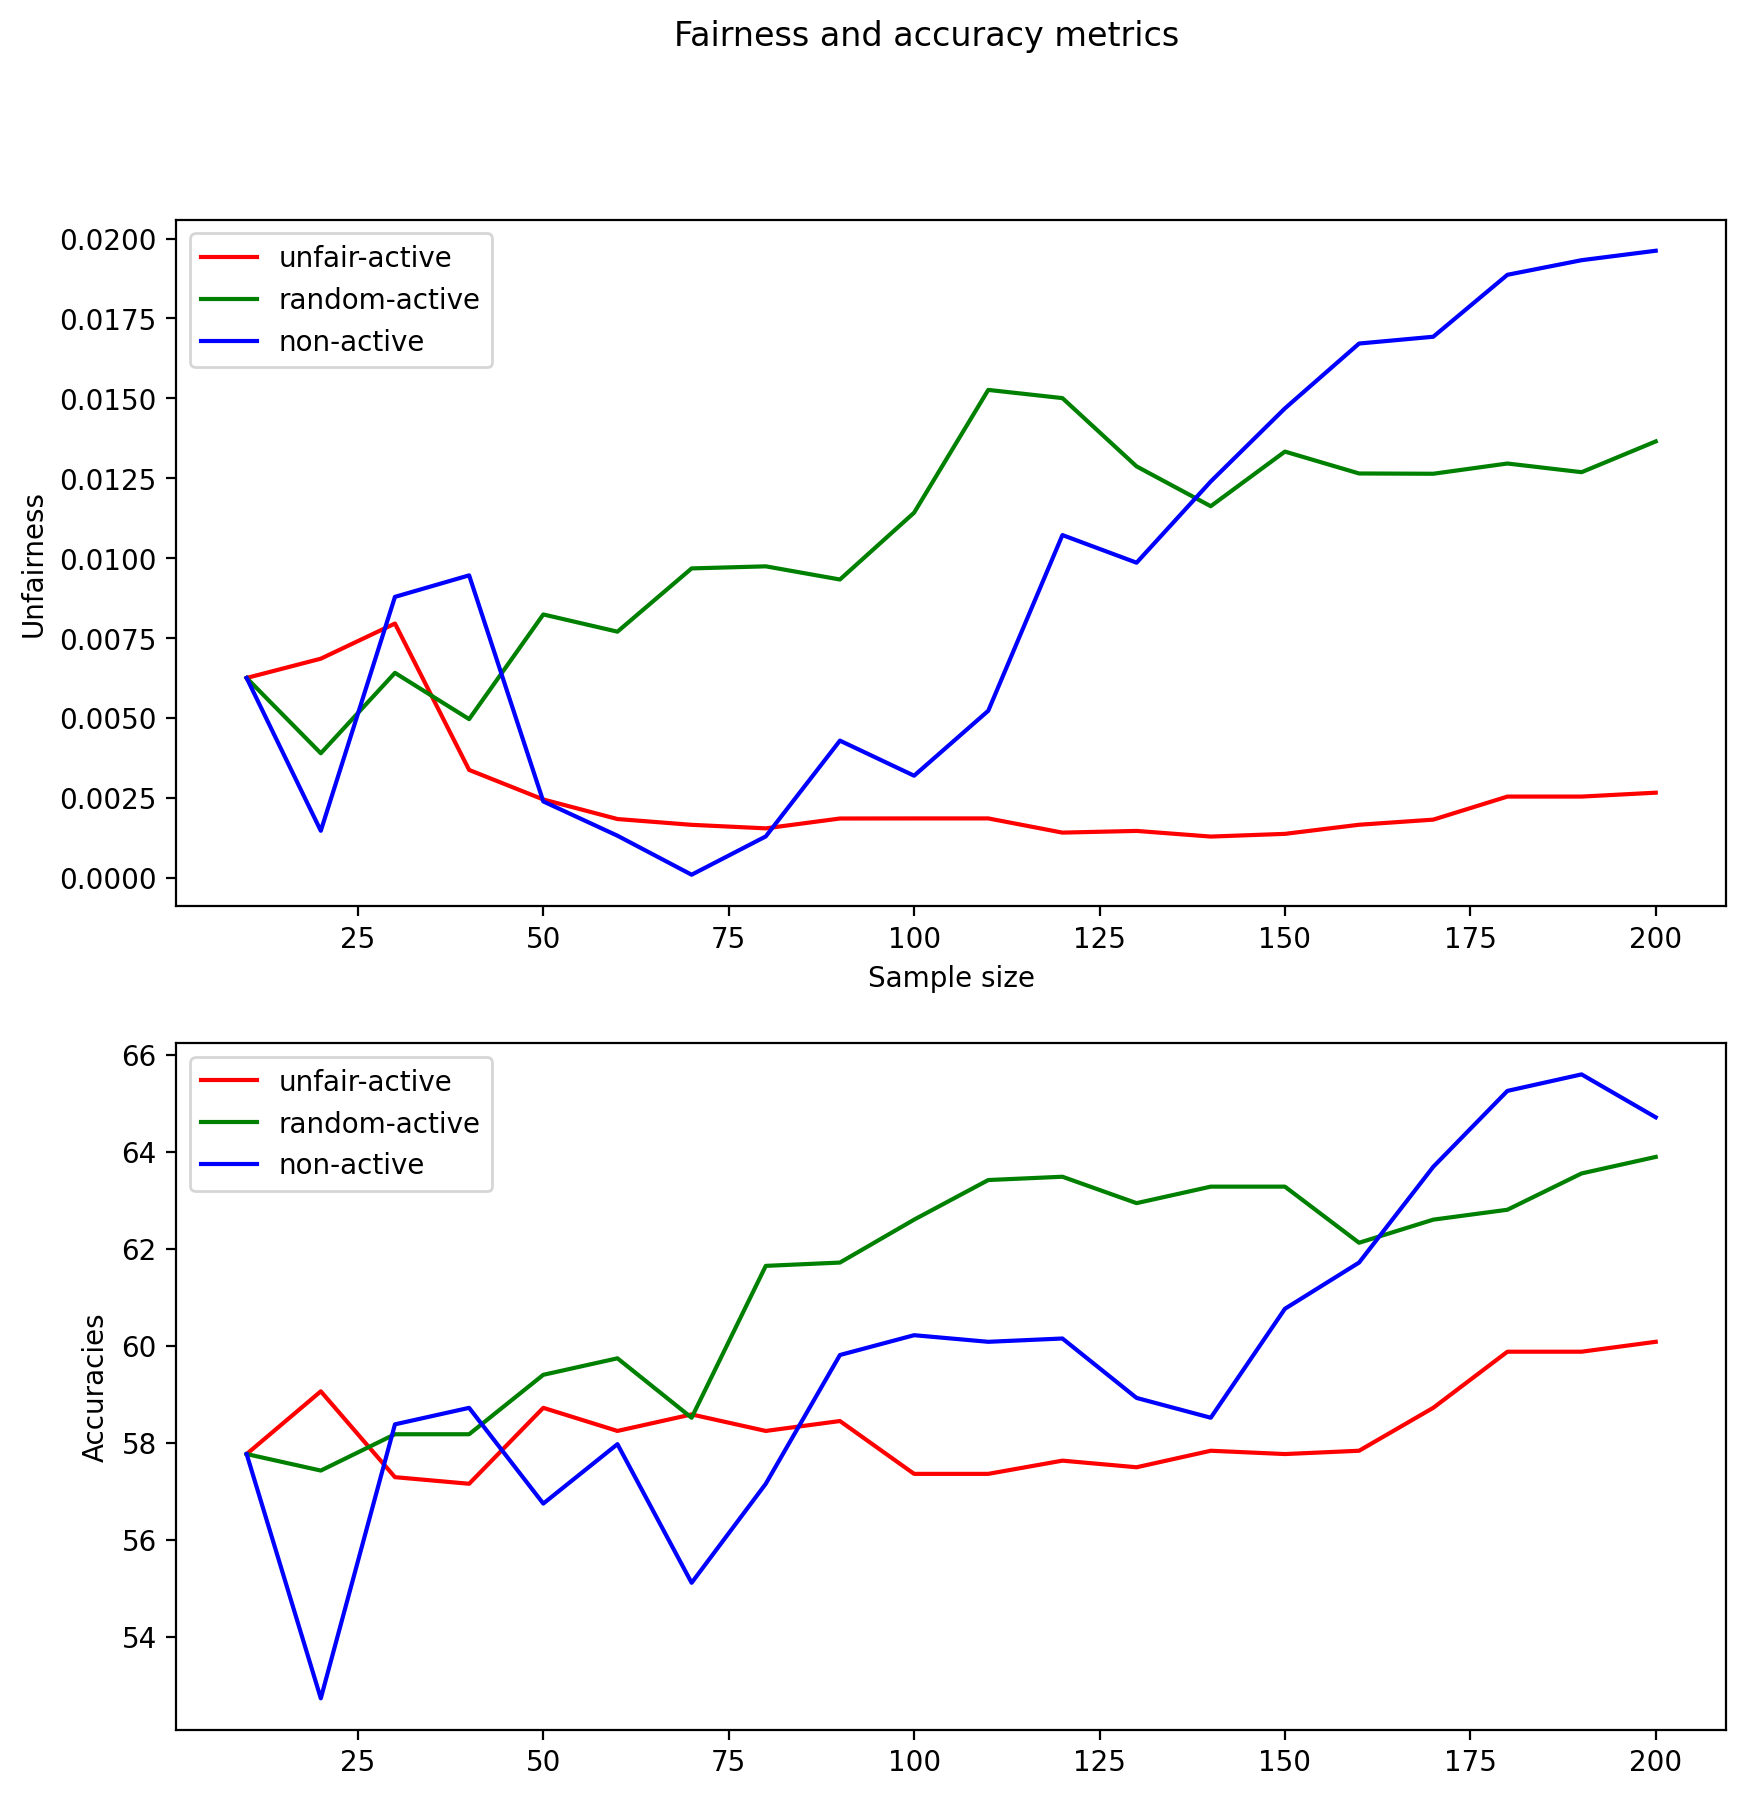 Fairness and accuracy metrics
0.0200
0.0175
0.0150
0.0125
0.0100
0.0075
0.0050
0.0025
0.0000
Unfairness
unfair-active
random-active
non-active
25 50 75 100 125 150 175 200
Sample size
66
64
62
60
58
56
54
Accuracies
unfair-active
random-active
non-active
25 50 75 100 125 150 175 200